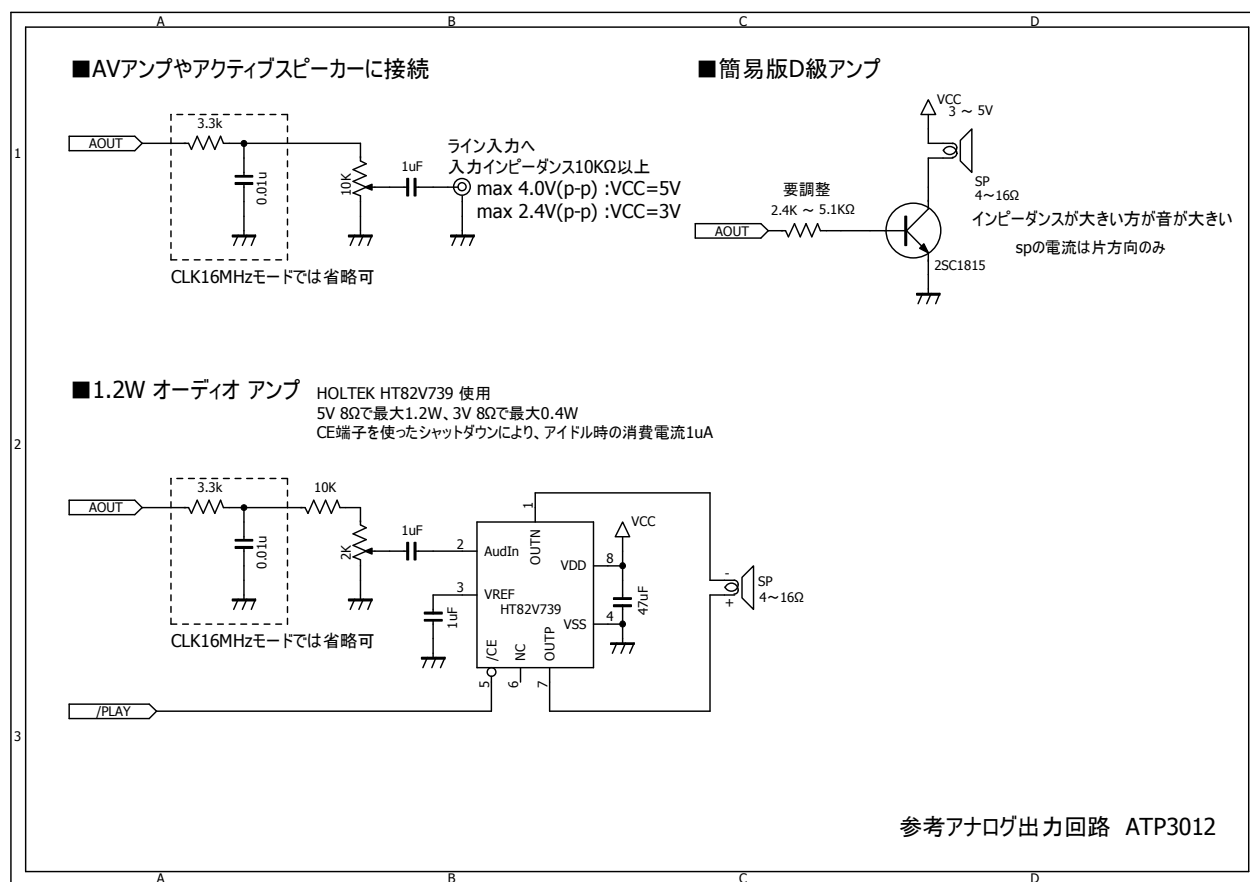 A B C D
1
2
3
■AVアンプやアクティブスピーカーに接続
AOUT
3.3k
0.01u
10K
1uF
ライン入力へ
入力インピーダンス10KΩ以上
max 4.0V(p-p) :VCC=5V
max 2.4V(p-p) :VCC=3V
CLK16MHzモードでは省略可
■簡易版D級アンプ
VCC
3 ～ 5V
SP
4～16Ω
要調整
2.4K ～ 5.1KΩ
AOUT
インピーダンスが大きい方が音が大きい
spの電流は片方向のみ
2SC1815
■1.2W オーディオ アンプ
HOLTEK HT82V739 使用
5V 8Ωで最大1.2W、3V 8Ωで最大0.4W
CE端子を使ったシャットダウンにより、アイドル時の消費電流1uA
AOUT
3.3k
10K
0.01u
2K
1uF
CLK16MHzモードでは省略可
1uF
1
2
3
4
5
6
7
8
AudIn
OUTN
VDD
VREF
HT82V739
VSS
/CE
NC
OUTP
VCC
47uF
-
+
SP
4～16Ω
/PLAY
参考アナログ出力回路 ATP3012
A B C D